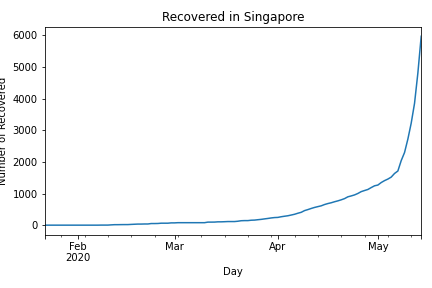 Recovered in Singapore
6000
5000
4000
3000
2000
1000
0
Number of Recovered
Feb
2020
Mar
Apr
May
Day